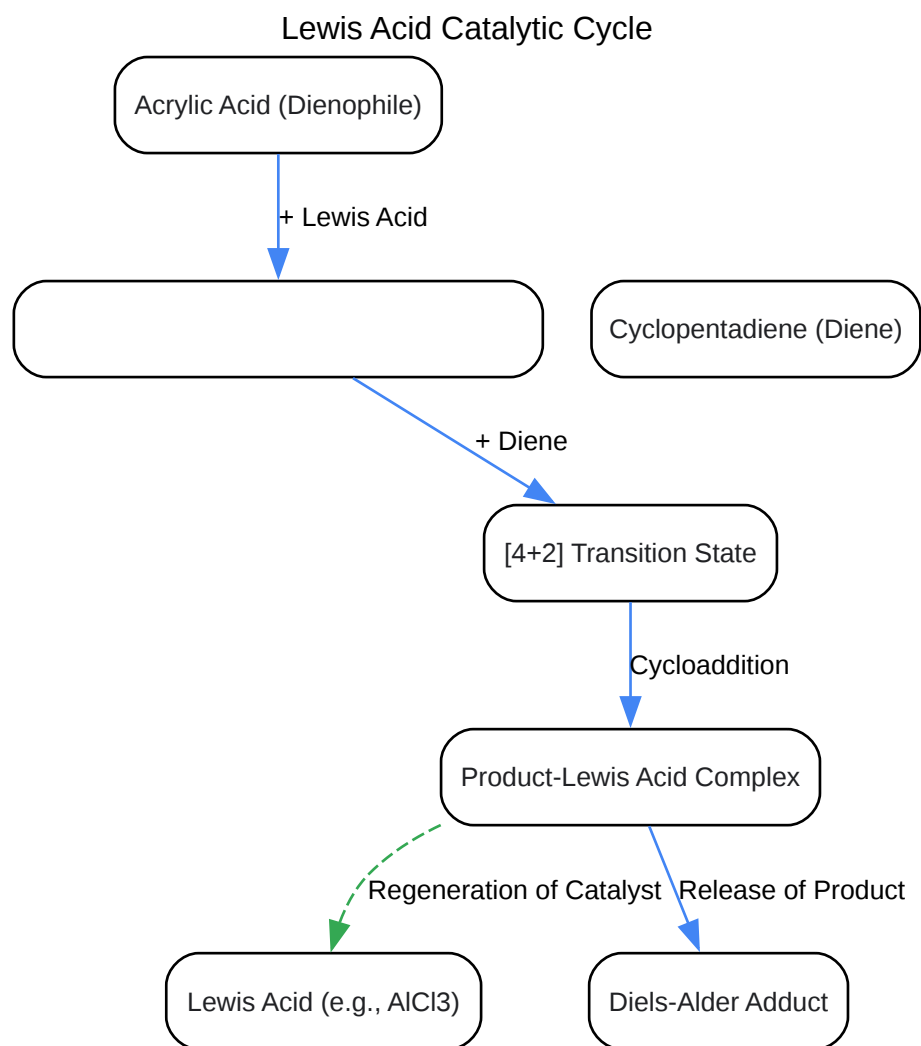 Lewis Acid Catalytic Cycle
Acrylic Acid (Dienophile)
+ Lewis Acid
Cyclopentadiene (Diene)
+ Diene
[4+2] Transition State
Cycloaddition
Product-Lewis Acid Complex
Regeneration of Catalyst
Release of Product
Lewis Acid (e.g., AlCl3)
Diels-Alder Adduct